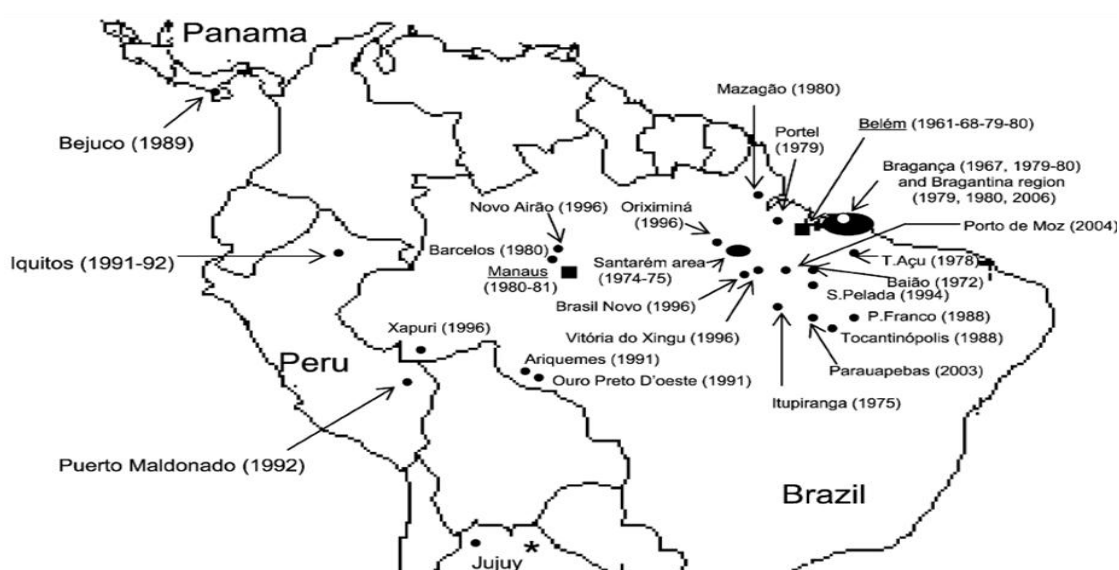 Panama
Mazagão (1980)
Belém (1961-68-79-80)
Portel
(1979)
Bejuco (1989)
Bragança (1967, 1979-80)
and Bragantina region
(1979, 1980, 2006)
Novo Airão (1996)
Oriximiná
(1996)
Porto de Moz (2004)
Barcelos (1980)
Iquitos (1991-92)
Santarém area
(1974-75)
T.Açu (1978)
Manaus
(1980-81)
Baião (1972)
S.Pelada (1994)
Brasil Novo (1996)
P.Franco (1988)
Xapuri (1996)
Vitória do Xingu (1996)
Tocantinópolis (1988)
Peru
Ariquemes (1991)
Parauapebas (2003)
Ouro Preto D'oeste (1991)
Itupiranga (1975)
Puerto Maldonado (1992)
Brazil
Jujuy *